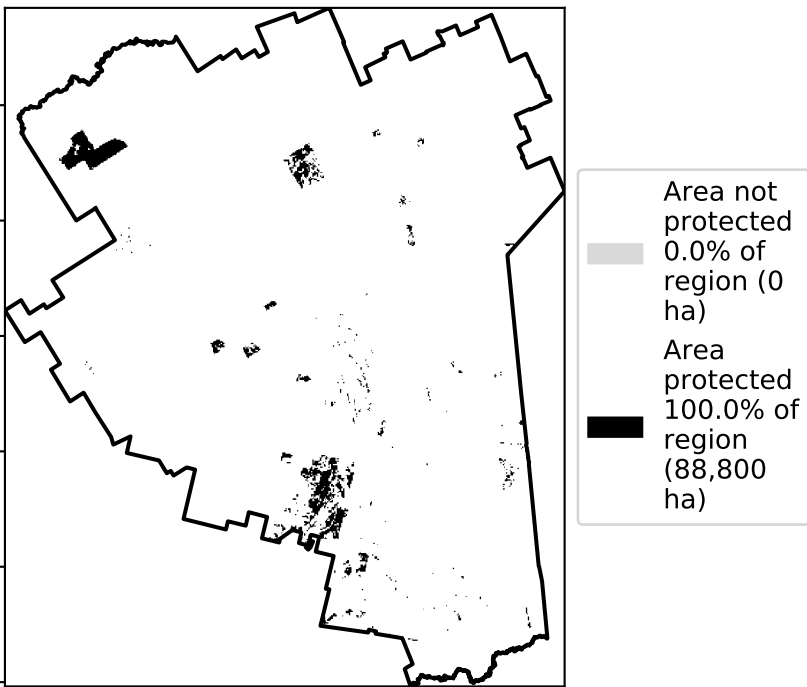 Area not
protected
0.0% of
region (0
ha)
Area
protected
100.0% of
region
(88,800
ha)